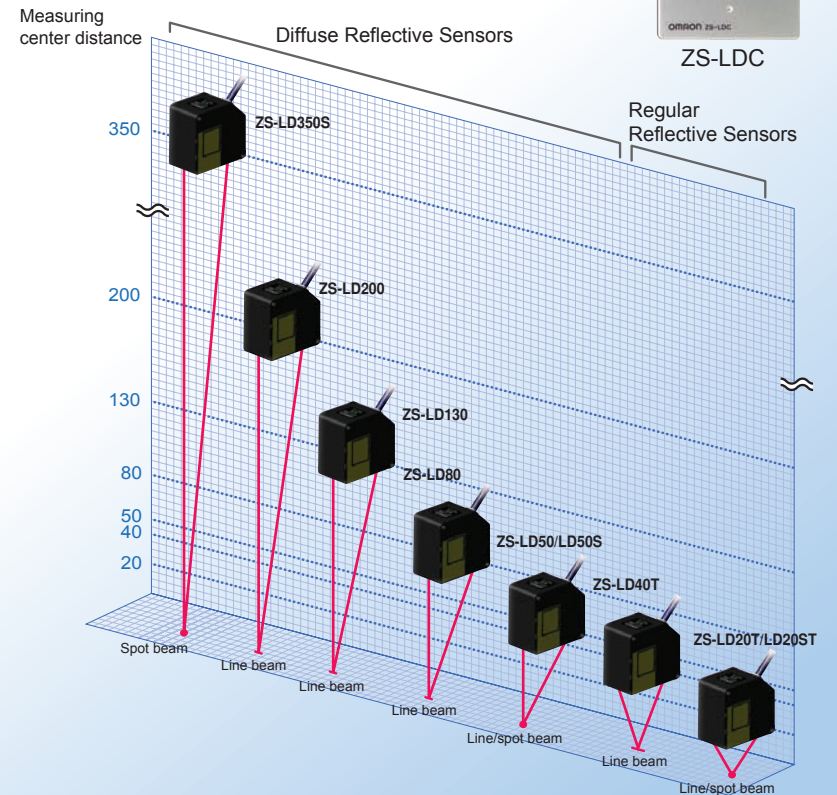 Measuring
center distance
Diffuse Reflective Sensors
OMRON ZS-LDC
ZS-LDC
Regular
Reflective Sensors
350
ZS-LD350S
200
ZS-LD200
130
ZS-LD130
80
ZS-LD80
50
ZS-LD50/LD50S
40
20
ZS-LD40T
ZS-LD20T/LD20ST
Spot beam
Line beam
Line beam
Line beam
Line/spot beam
Line beam
Line/spot beam